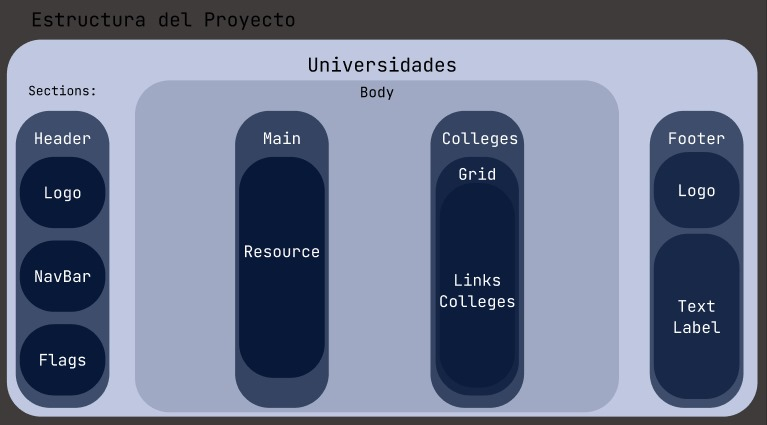 Estructura del Proyecto
Universidades
Sections:
Body
Header
Logo
NavBar
Flags
Main
Resource
Colleges
Grid
Links
Colleges
Footer
Logo
Text
Label